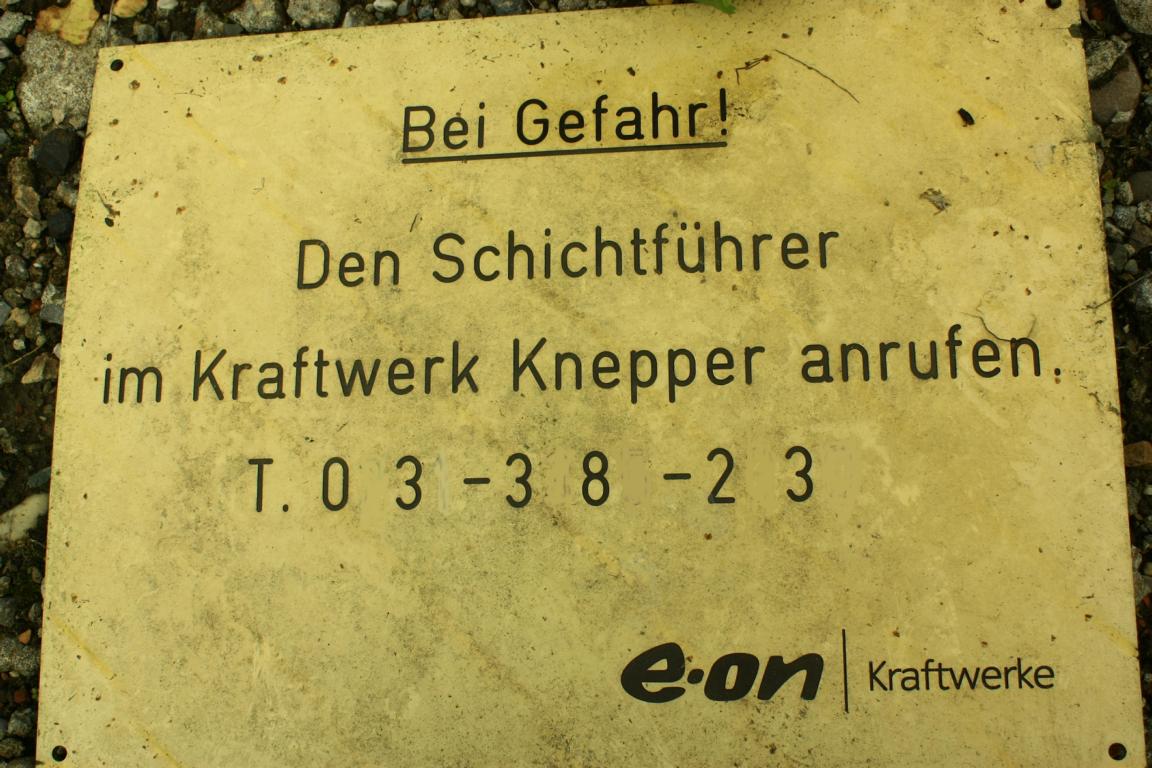 Bei Gefahr!
Den Schichtführer
im Kraftwerk Knepper anrufen.
T. 0 3 -3 8 -2 3
e·on | Kraftwerke